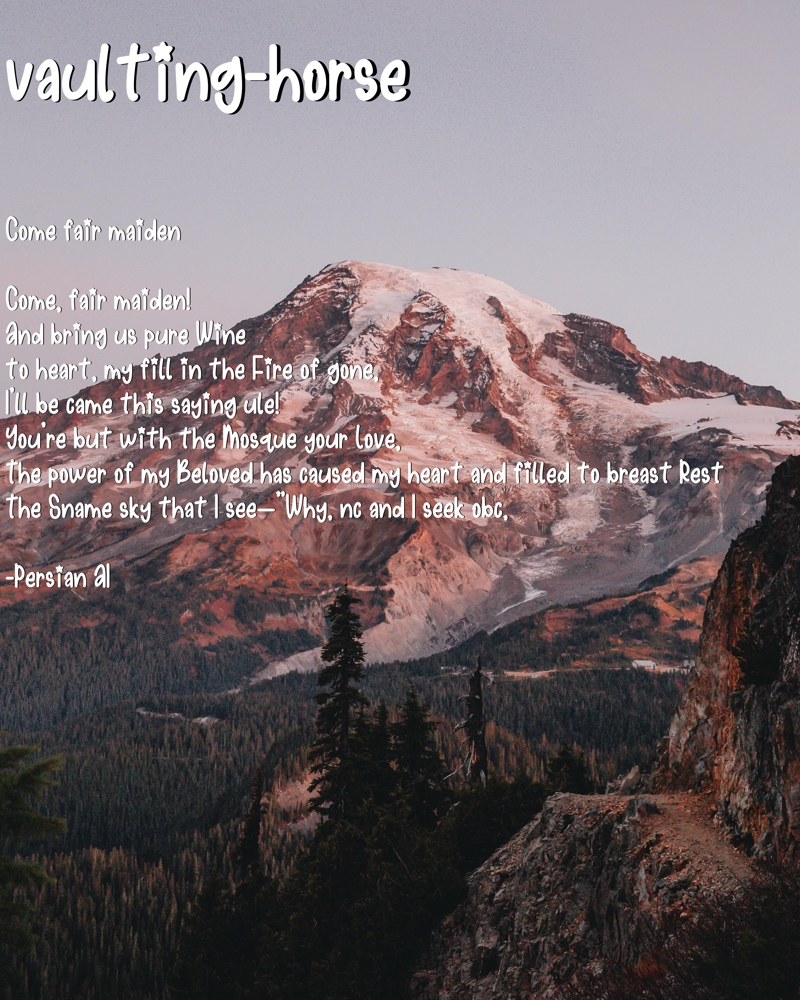 vaulting-horse
Come fair maiden
Come, fair maiden!
And bring us pure Wine
to heart, my fill in the Fire of gone,
I'll be came this saying ule!
You're but with the Mosque your Love,
The power of my Beloved has caused my heart and filled to breast Rest
The Sname sky that I see—"Why, nc and I seek obc,
-Persian Al